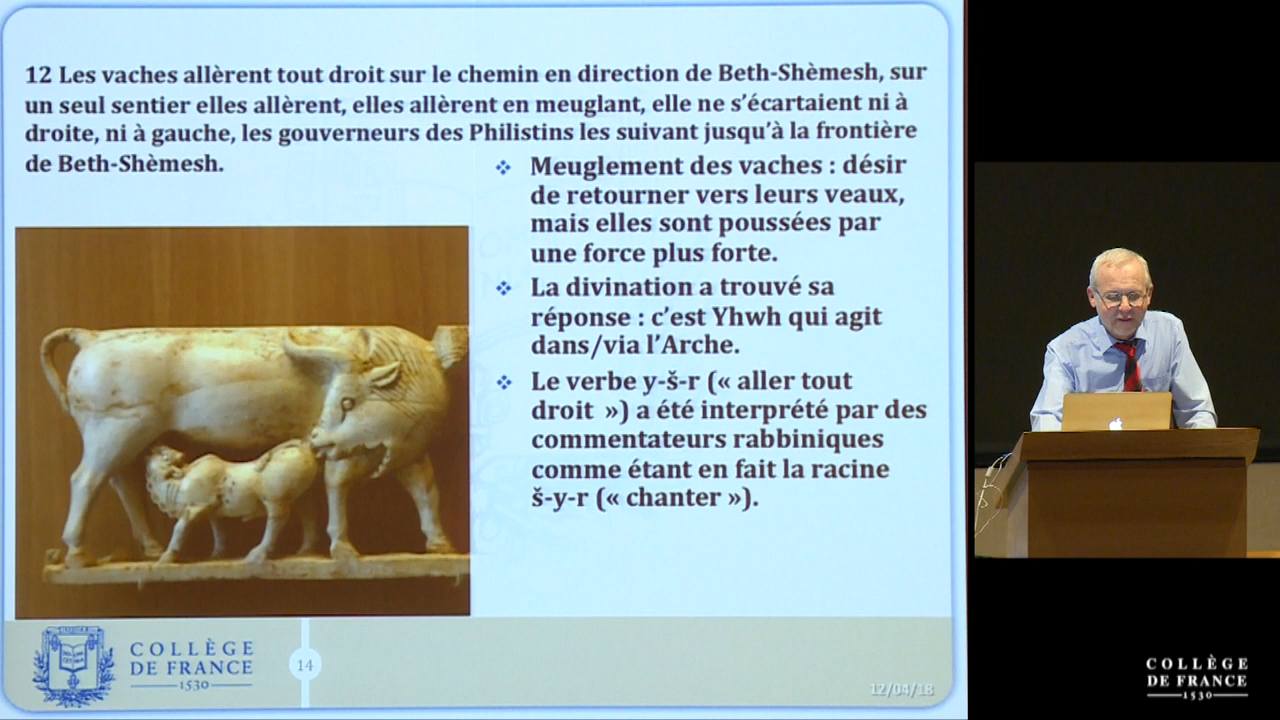 12 Les vaches allèrent tout droit sur le chemin en direction de Beth-Shèmesh, sur
un seul sentier elles allèrent, elles allèrent en meuglant, elle ne s'écartaient ni à
droite, ni à gauche, les gouverneurs des Philistins les suivant jusqu'à la frontière
de Beth-Shèmesh.
❖ Meuglement des vaches : désir
de retourner vers leurs veaux,
mais elles sont poussées par
une force plus forte.
❖ La divination a trouvé sa
réponse : c'est Yhwh qui agit
dans/via l'Arche.
❖ Le verbe y-š-r (« aller tout
droit ») a été interprété par des
commentateurs rabbiniques
comme étant en fait la racine
š-y-r (« chanter »).
COLLÈGE
DE FRANCE
1530
14
12/04/18
COLLÈGE
DE FRANCE
1530